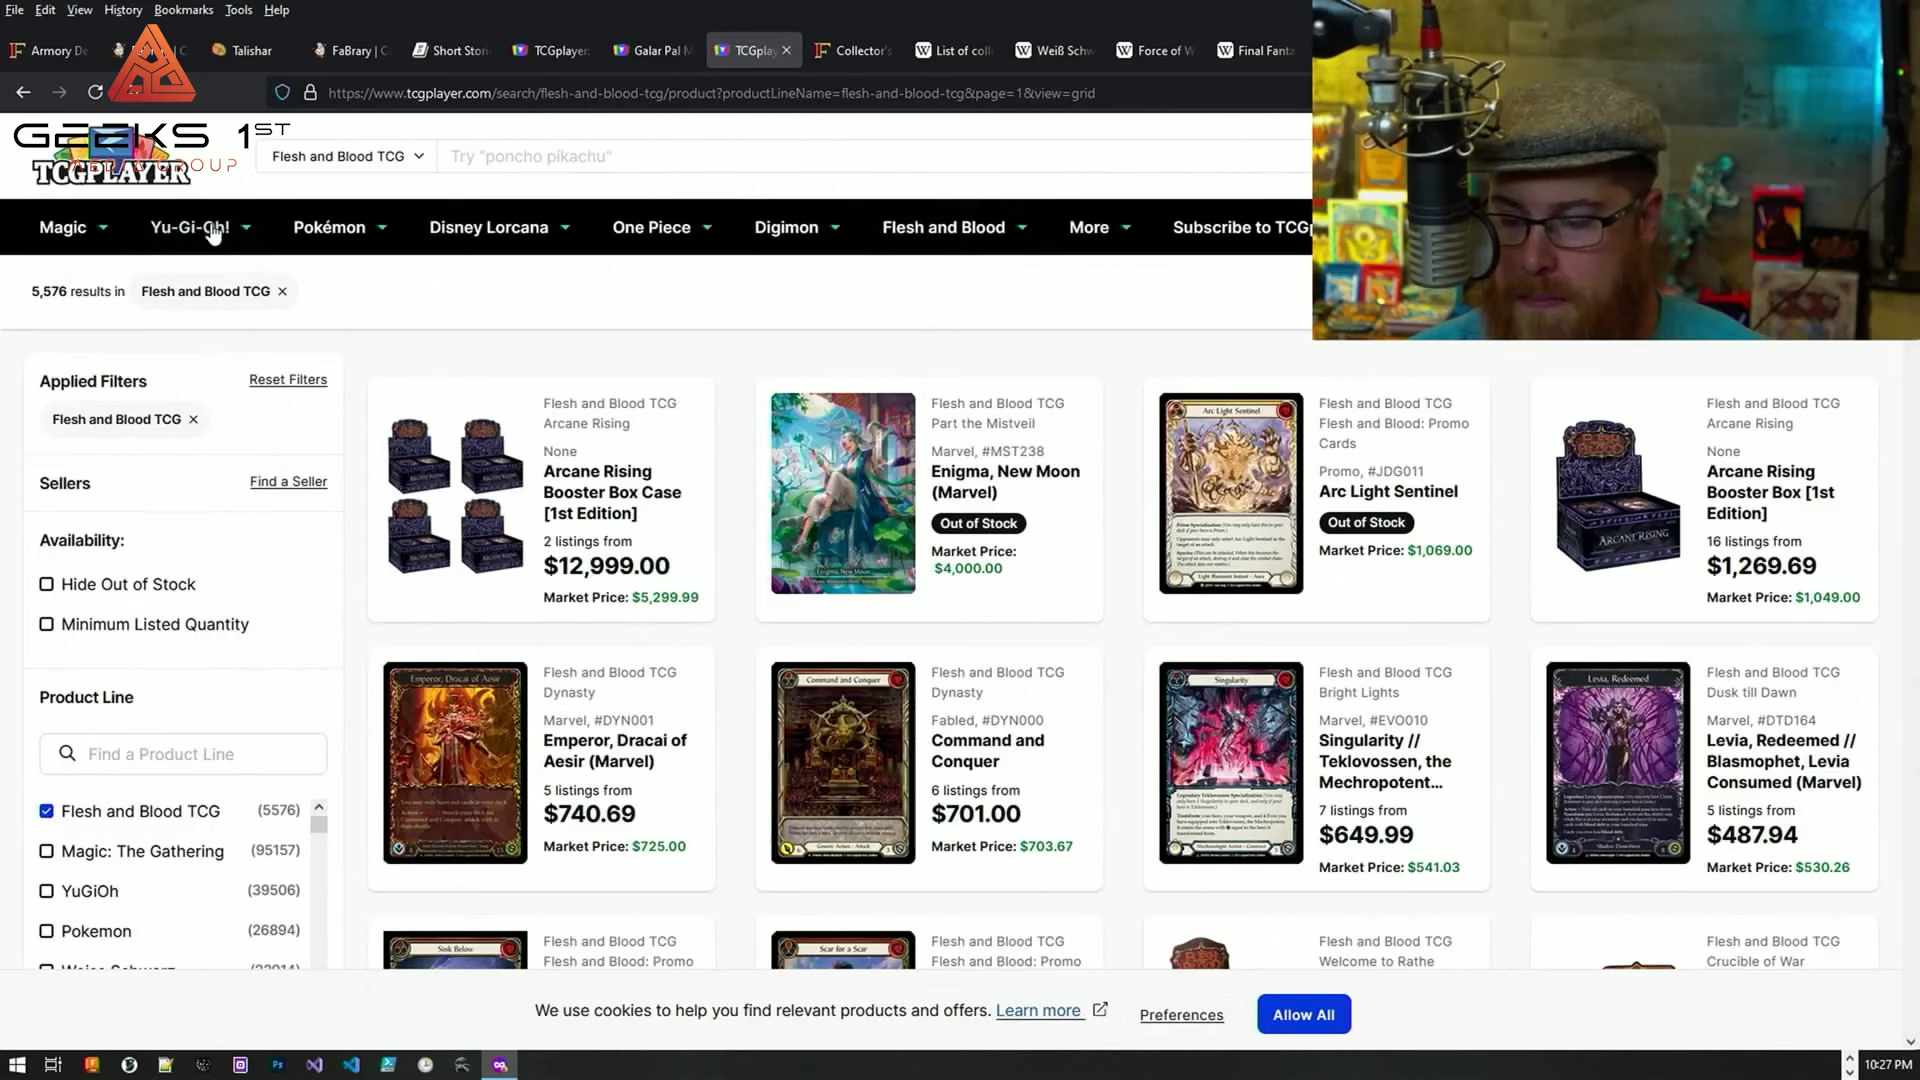 File Edit View History Bookmarks Tools Help
Armory De
Talishar
FaBrary | C
Short Stori
TCGplayer
Galar Pal M
TCGplay
Collector's
List of coll
Weiß Schw
Force of W
Final Fanta
https://www.tcgplayer.com/search/flesh-and-blood-tcg/product?productLineName=flesh-and-blood-tcg&page=1&view=grid
GEEKS 1ST
MEDIA GROUP
TCGPLAYER
Flesh and Blood TCG
Try "poncho pikachu"
Magic Yu-Gi-Oh! Pokémon Disney Lorcana One Piece Digimon Flesh and Blood More Subscribe to TCGp
5,576 results in Flesh and Blood TCG
Applied Filters
Reset Filters
Flesh and Blood TCG
Sellers
Find a Seller
Availability:
Hide Out of Stock
Minimum Listed Quantity
Product Line
Find a Product Line
Flesh and Blood TCG (5576)
Magic: The Gathering (95157)
YuGiOh (39506)
Pokemon (26894)
Flesh and Blood TCG
Arcane Rising
None
Arcane Rising
Booster Box Case
[1st Edition]
2 listings from
$12,999.00
Market Price: $5,299.99
Enigma, New Moon
Flesh and Blood TCG
Part the Mistveil
Marvel, #MST238
Enigma, New Moon
(Marvel)
Out of Stock
Market Price:
$4,000.00
Arc Light Sentinel
Flesh and Blood TCG
Flesh and Blood: Promo
Cards
Promo, #JDG011
Arc Light Sentinel
Out of Stock
Market Price: $1,069.00
ARCANE RISING
Flesh and Blood TCG
Arcane Rising
None
Arcane Rising
Booster Box [1st
Edition]
16 listings from
$1,269.69
Market Price: $1,049.00
Emperor, Dracai of Aesir
Flesh and Blood TCG
Dynasty
Marvel, #DYN001
Emperor, Dracai of
Aesir (Marvel)
5 listings from
$740.69
Market Price: $725.00
Command and Conquer
Flesh and Blood TCG
Dynasty
Fabled, #DYN000
Command and
Conquer
6 listings from
$701.00
Market Price: $703.67
Singularity
Flesh and Blood TCG
Bright Lights
Marvel, #EVO010
Singularity //
Teklovossen, the
Mechropotent...
7 listings from
$649.99
Market Price: $541.03
Levia, Redeemed
Flesh and Blood TCG
Dusk till Dawn
Marvel, #DTD164
Levia, Redeemed //
Blasmophet, Levia
Consumed (Marvel)
5 listings from
$487.94
Market Price: $530.26
Sink Below
Flesh and Blood TCG
Flesh and Blood: Promo
Scar for a Scar
Flesh and Blood TCG
Flesh and Blood: Promo
Flesh and Blood TCG
Welcome to Rathe
Flesh and Blood TCG
Crucible of War
We use cookies to help you find relevant products and offers. Learn more
Preferences
Allow All
10:27 PM